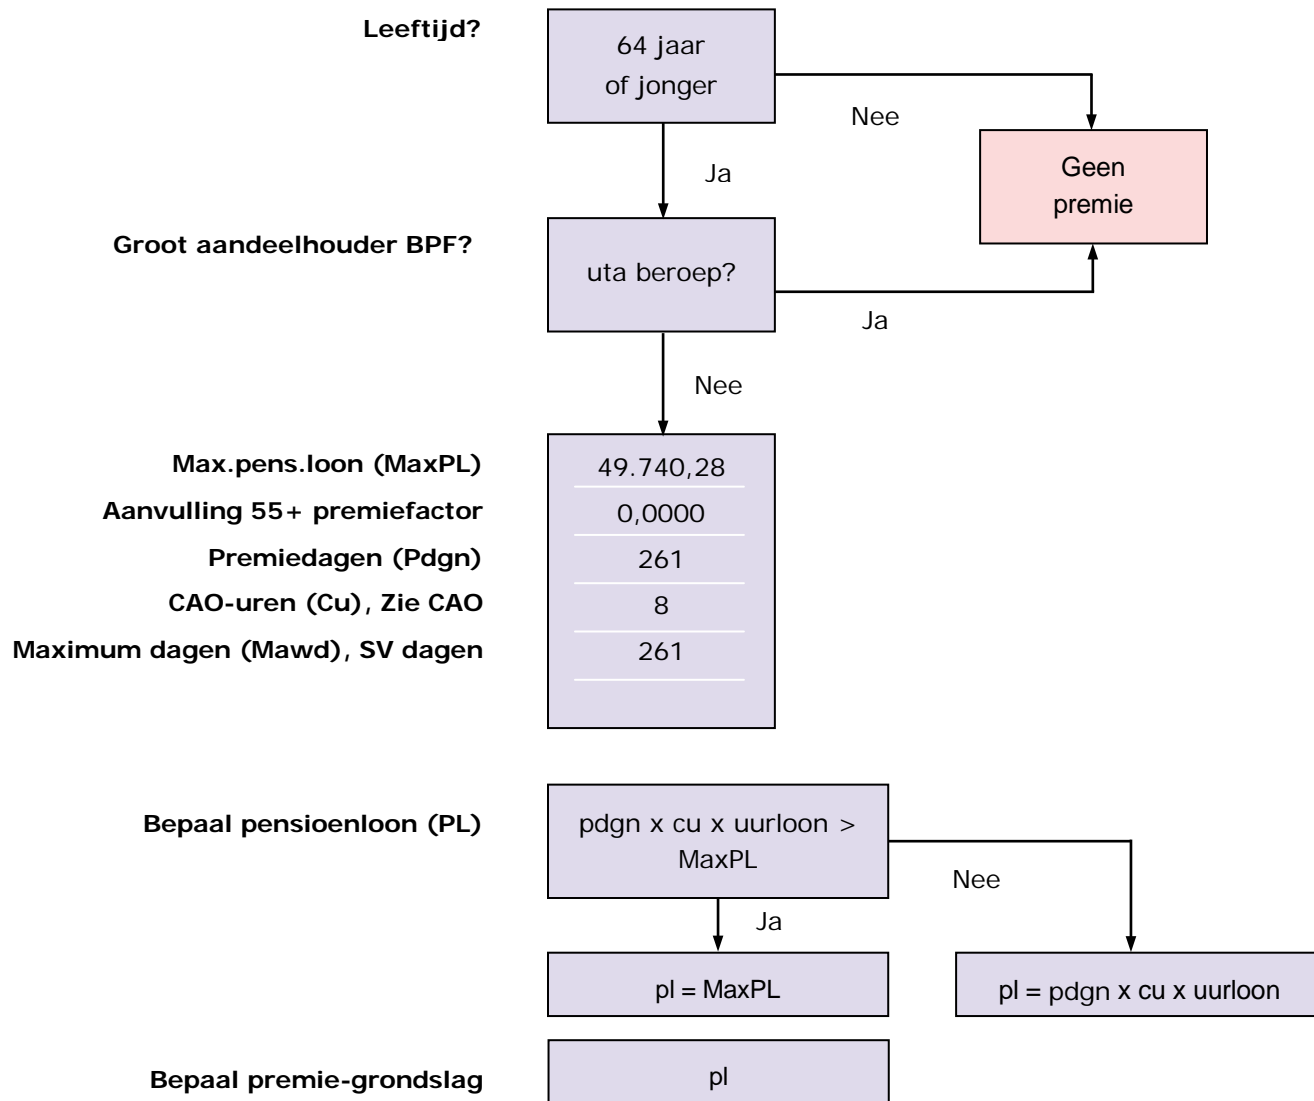 Leeftijd?
64 jaar
of jonger
Nee
Geen
premie
Ja
Groot aandeelhouder BPF?
uta beroep?
Ja
Nee
Max.pens.loon (MaxPL)
49.740,28
Aanvulling 55+ premiefactor
0,0000
Premiedagen (Pdgn)
261
CAO-uren (Cu), Zie CAO
8
Maximum dagen (Mawd), SV dagen
261
Bepaal pensioenloon (PL)
pdgn x cu x uurloon >
MaxPL
Nee
Ja
pl = MaxPL
pl = pdgn x cu x uurloon
Bepaal premie-grondslag
pl